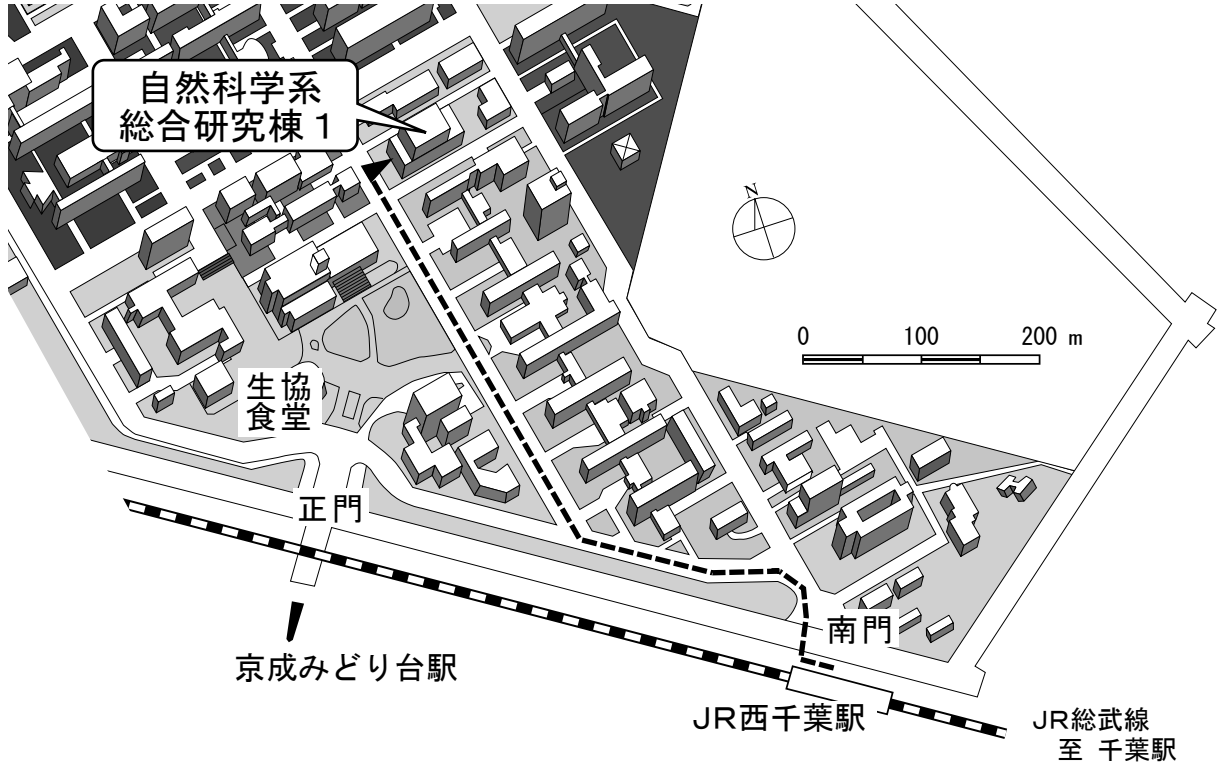 自然科学系
総合研究棟１
N
0 100 200 m
生協
食堂
正門
南門
京成みどり台駅
ＪＲ西千葉駅
ＪＲ総武線
至 千葉駅